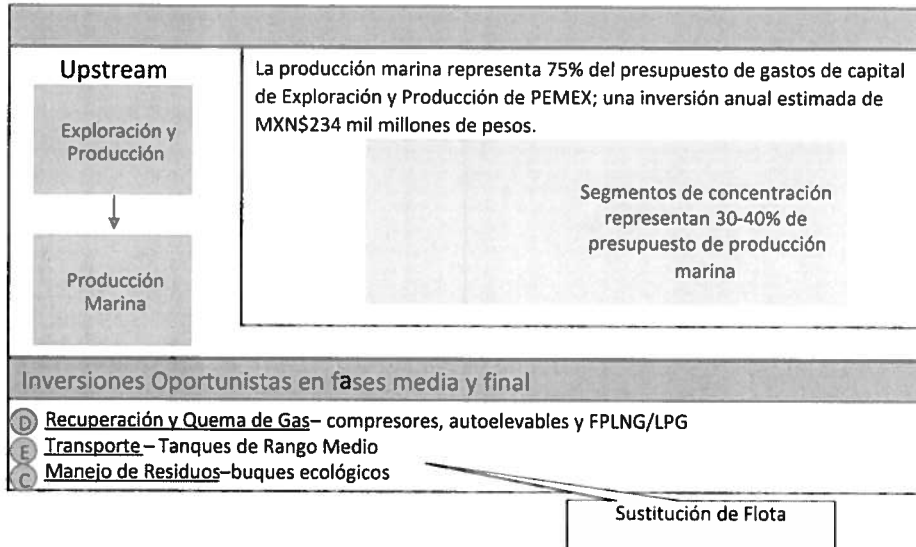 Upstream
Exploración y
Producción
Producción
Marina
La producción marina representa 75% del presupuesto de gastos de capital
de Exploración y Producción de PEMEX; una inversión anual estimada de
MXN$234 mil millones de pesos.
Segmentos de concentración
representan 30-40% de
presupuesto de producción
marina
Inversiones Oportunistas en fases media y final
D Recuperación y Quema de Gas– compresores, autoelevables y FPLNG/LPG
E Transporte– Tanques de Rango Medio
C Manejo de Residuos–buques ecológicos
Sustitución de Flota